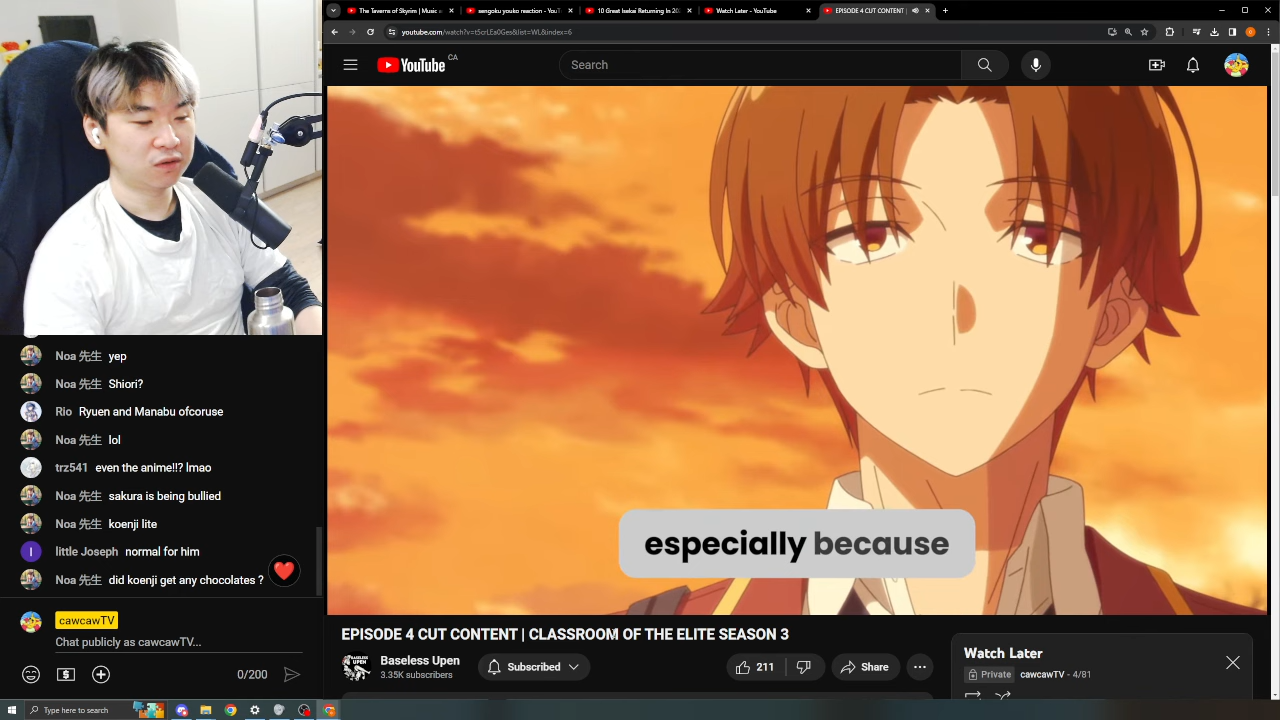 The Taverns of Skyrim | Music w
sengoku youko reaction - YouT
10 Great Isekai Returning In 202
Watch Later - YouTube
EPISODE 4 CUT CONTENT |
youtube.com/watch?v=t5crLEa0Ges&list=WL&index=6
YouTube CA
Search
especially because
Noa 先生 yep
Noa 先生 Shiori?
Rio Ryuen and Manabu ofcoruse
Noa 先生 lol
trz541 even the anime!!? lmao
Noa 先生 sakura is being bullied
Noa 先生 koenji lite
little Joseph normal for him
Noa 先生 did koenji get any chocolates ?
cawcawTV
Chat publicly as cawcawTV...
0/200
EPISODE 4 CUT CONTENT | CLASSROOM OF THE ELITE SEASON 3
BASELESS UPEN
Baseless Upen
3.35K subscribers
Subscribed
211
Share
Watch Later
Private cawcawTV - 4/81
Type here to search